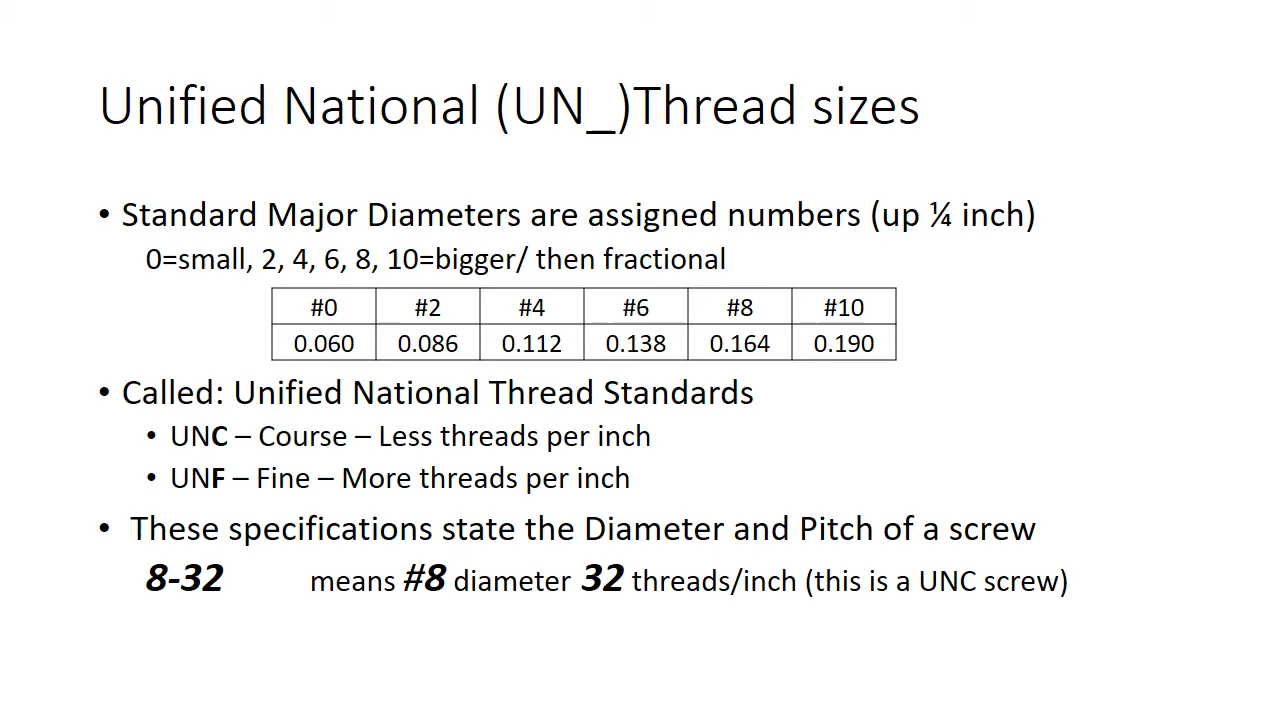 Unified National (UN_)Thread sizes
• Standard Major Diameters are assigned numbers (up ¼ inch)
0=small, 2, 4, 6, 8, 10=bigger/ then fractional
#0 #2 #4 #6 #8 #10
0.060 0.086 0.112 0.138 0.164 0.190
• Called: Unified National Thread Standards
• UNC – Course – Less threads per inch
• UNF – Fine – More threads per inch
• These specifications state the Diameter and Pitch of a screw
8-32 means #8 diameter 32 threads/inch (this is a UNC screw)